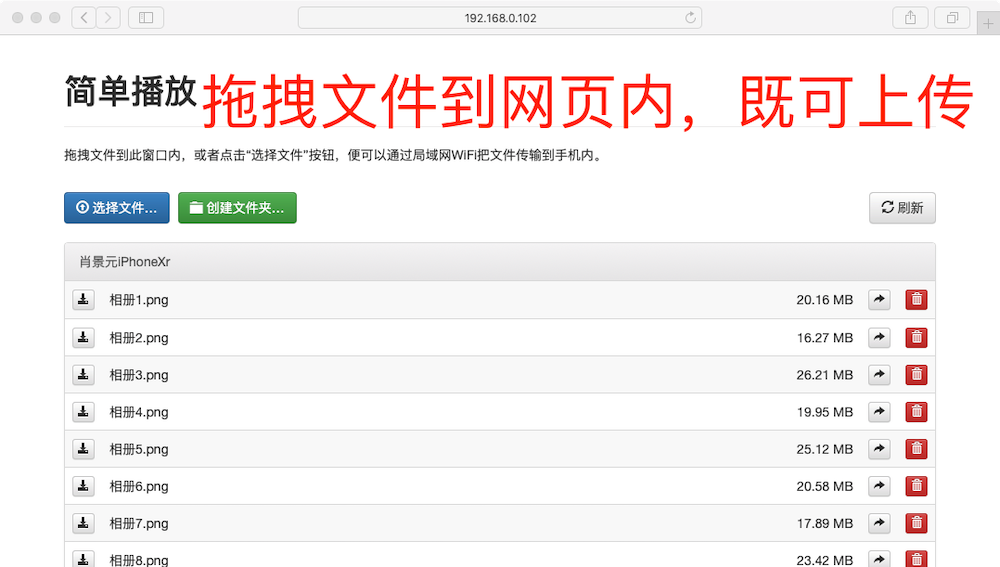 192.168.0.102
简单播放
拖拽文件到网页内，既可上传
拖拽文件到此窗口内，或者点击“选择文件”按钮，便可以通过局域网WiFi把文件传输到手机内。
选择文件... 创建文件夹... 刷新
肖景元iPhoneXr
相册1.png 20.16 MB
相册2.png 16.27 MB
相册3.png 26.21 MB
相册4.png 19.95 MB
相册5.png 25.12 MB
相册6.png 20.58 MB
相册7.png 17.89 MB
相册8.png 23.42 MB